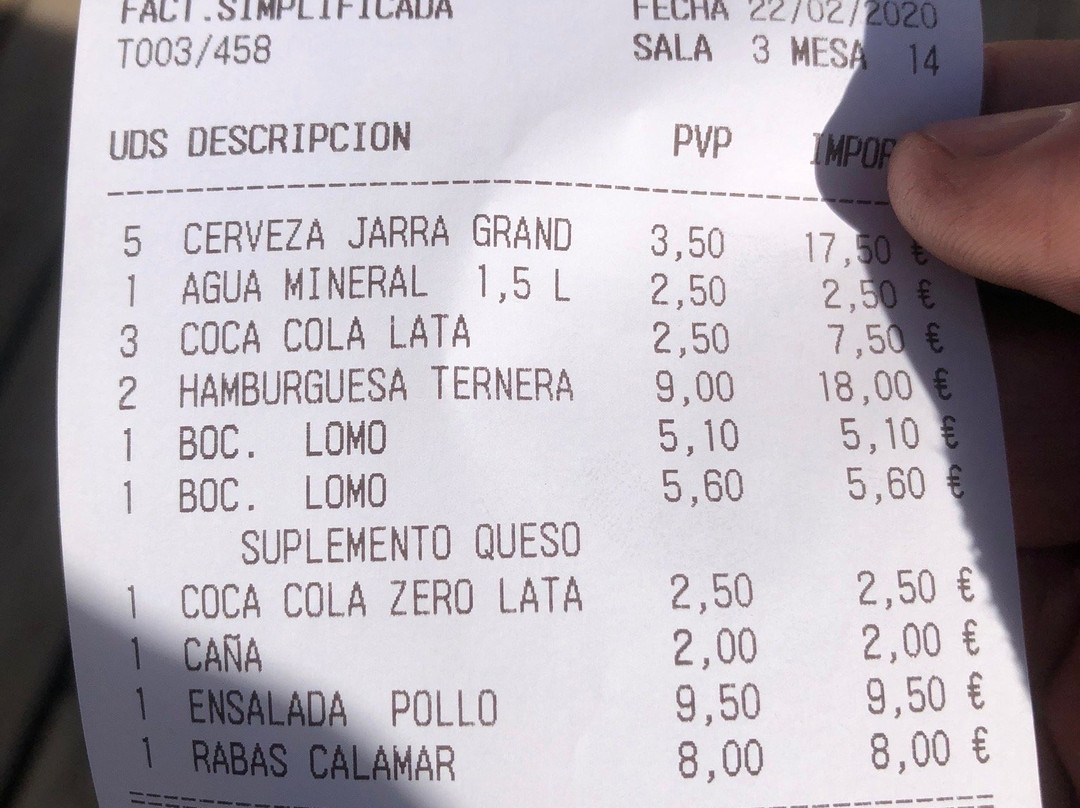 FACT.SIMPLIFICADA FECHA 22/02/2020
T003/458 SALA 3 MESA 14
UDS DESCRIPCION PVP IMPOR
5 CERVEZA JARRA GRAND 3,50 17,50 €
1 AGUA MINERAL 1,5 L 2,50 2,50 €
3 COCA COLA LATA 2,50 7,50 €
2 HAMBURGUESA TERNERA 9,00 18,00 €
1 BOC. LOMO 5,10 5,10 €
1 BOC. LOMO 5,60 5,60 €
SUPLEMENTO QUESO
1 COCA COLA ZERO LATA 2,50 2,50 €
1 CAÑA 2,00 2,00 €
1 ENSALADA POLLO 9,50 9,50 €
1 RABAS CALAMAR 8,00 8,00 €